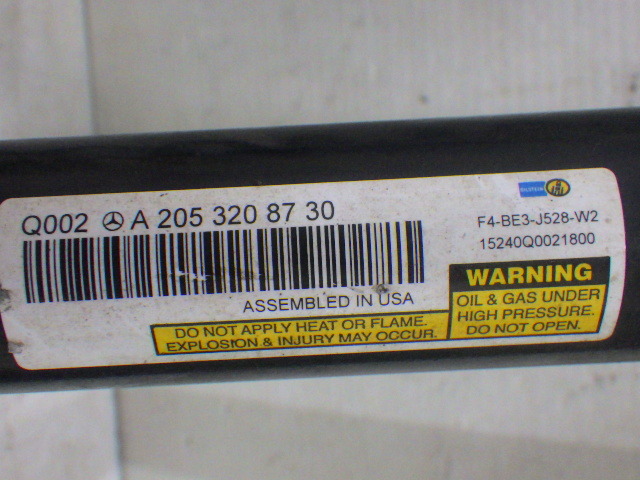 Q002 A 205 320 87 30
BILSTEIN
F4-BE3-J528-W2
15240Q0021800
ASSEMBLED IN USA
WARNING
OIL & GAS UNDER
HIGH PRESSURE.
DO NOT OPEN.
DO NOT APPLY HEAT OR FLAME.
EXPLOSION & INJURY MAY OCCUR.